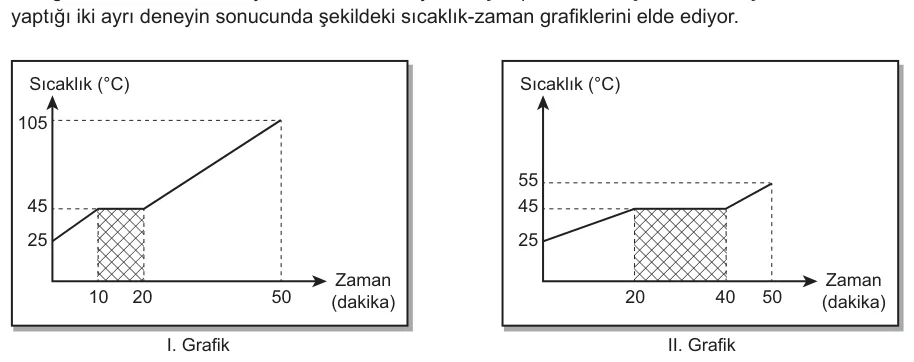 yaptığı iki ayrı deneyin sonucunda şekildeki sıcaklık-zaman grafiklerini elde ediyor.
Sıcaklık (°C)
105
45
25
10 20 50
Zaman
(dakika)
I. Grafik
Sıcaklık (°C)
55
45
25
20 40 50
Zaman
(dakika)
II. Grafik